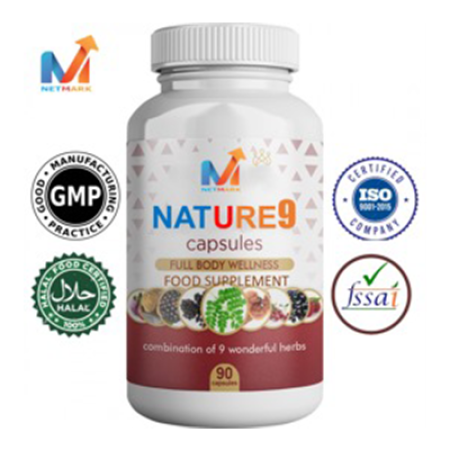 NETMARK
GOOD · MANUFACTURING
GMP
PRACTICE
HALAL FOOD CERTIFIED
حلال
HALAL
100%
CERTIFIED
ISO
9001-2015
COMPANY
fssai
NETMARK
NATURE9
capsules
FULL BODY WELLNESS
FOOD SUPPLEMENT
combination of 9 wonderful herbs
90
capsules